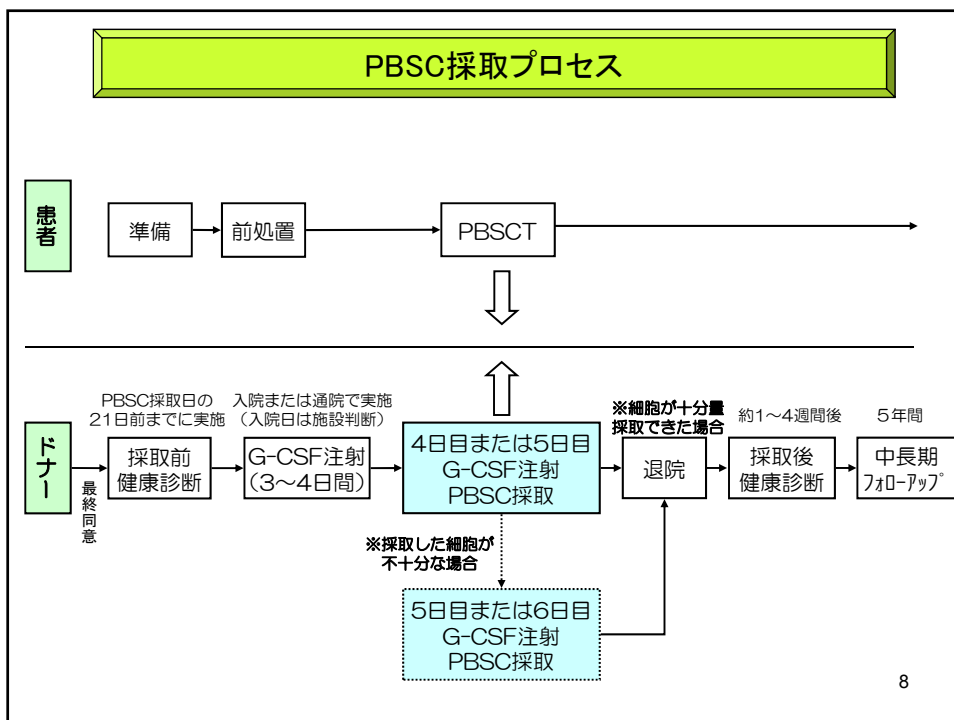 PBSC採取プロセス
患者
準備
前処置
PBSCT
PBSC採取日の
21日前までに実施
入院または通院で実施
（入院日は施設判断）
※細胞が十分量
採取できた場合
約1～4週間後
5年間
ドナー
最終同意
採取前
健康診断
G-CSF注射
（3～4日間）
4日目または5日目
G-CSF注射
PBSC採取
退院
採取後
健康診断
中長期
ﾌｫﾛｰｱｯﾌﾟ
※採取した細胞が
不十分な場合
5日目または6日目
G-CSF注射
PBSC採取
8